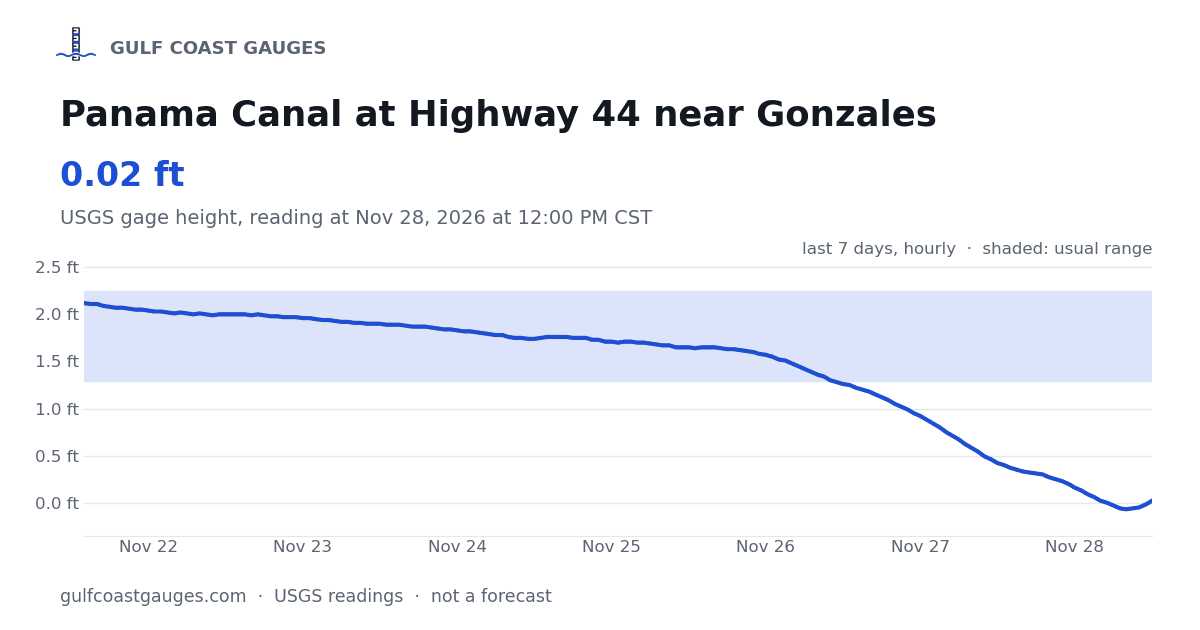 GULF COAST GAUGES
Panama Canal at Highway 44 near Gonzales
0.02 ft
USGS gage height, reading at Nov 28, 2026 at 12:00 PM CST
last 7 days, hourly · shaded: usual range
2.5 ft
2.0 ft
1.5 ft
1.0 ft
0.5 ft
0.0 ft
Nov 22 Nov 23 Nov 24 Nov 25 Nov 26 Nov 27 Nov 28
gulfcoastgauges.com · USGS readings · not a forecast